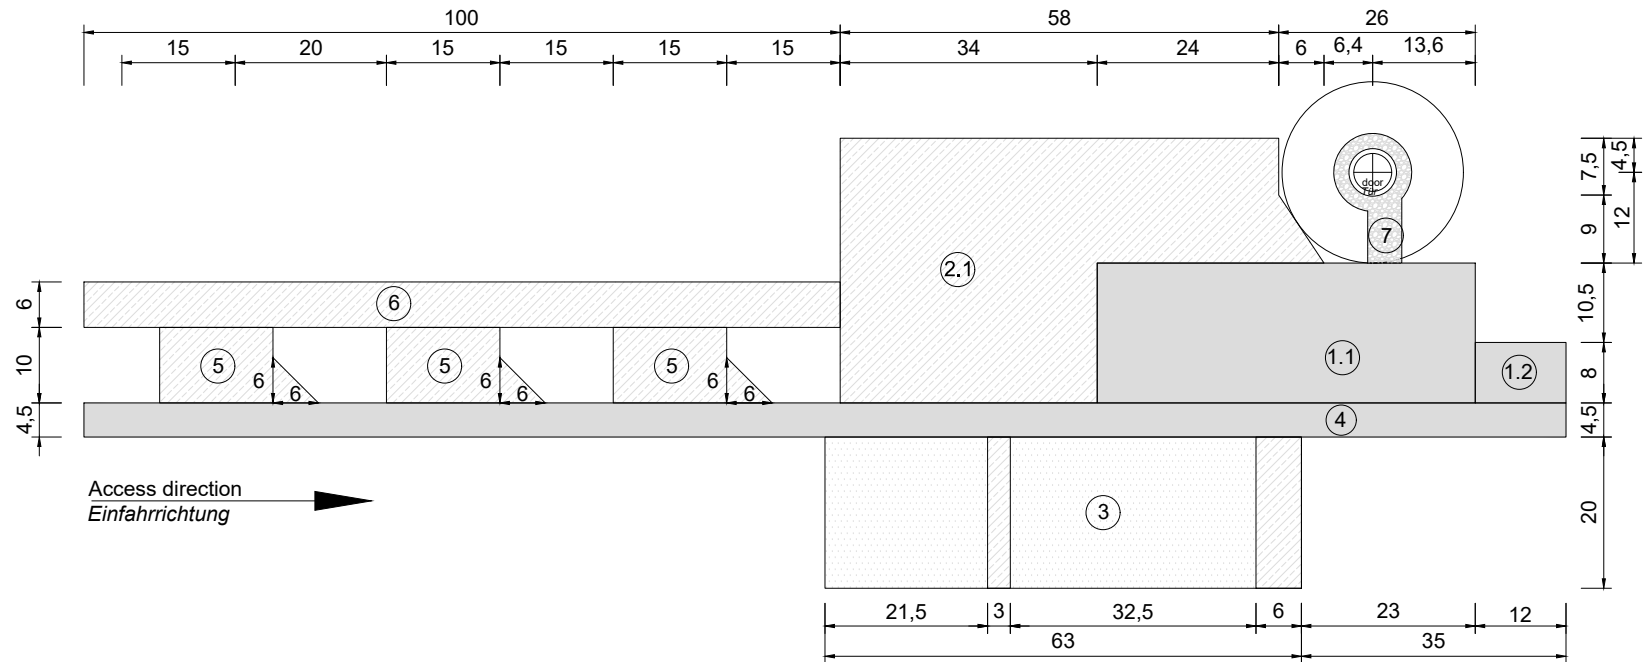 100 58 26
15 20 15 15 15 15 34 24 6 6,4 13,6
7,5 4,5
door
Tür
9 12
7
2.1
6 6 10,5
10 5 6 6 5 6 6 5 6 6 1.1 1.2 8
4,5 4 4,5
Access direction
Einfahrrichtung
3 20
21,5 3 32,5 6 23 12
63 35